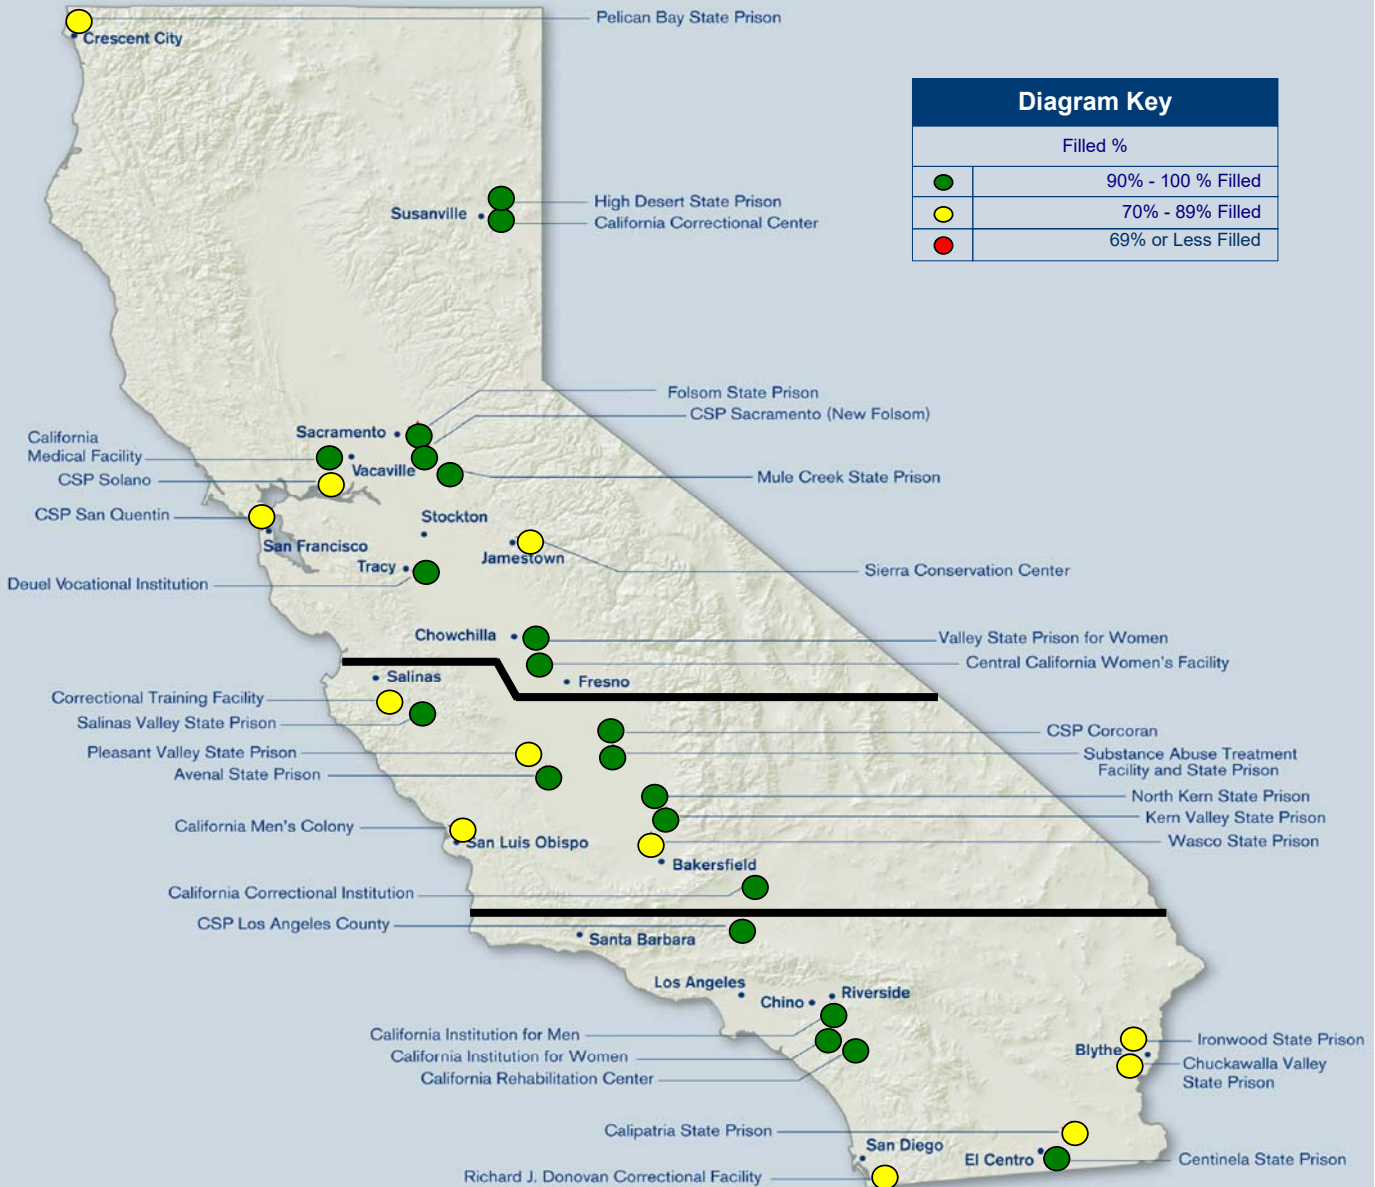 Pelican Bay State Prison
Crescent City
Diagram Key
Filled %
90% - 100 % Filled
70% - 89% Filled
69% or Less Filled
High Desert State Prison
Susanville
California Correctional Center
Folsom State Prison
CSP Sacramento (New Folsom)
Sacramento
California
Medical Facility
Vacaville
CSP Solano
Mule Creek State Prison
CSP San Quentin
Stockton
San Francisco
Jamestown
Tracy
Sierra Conservation Center
Deuel Vocational Institution
Chowchilla
Valley State Prison for Women
Central California Women's Facility
Salinas
Fresno
Correctional Training Facility
Salinas Valley State Prison
CSP Corcoran
Pleasant Valley State Prison
Substance Abuse Treatment
Facility and State Prison
Avenal State Prison
North Kern State Prison
Kern Valley State Prison
California Men's Colony
San Luis Obispo
Wasco State Prison
Bakersfield
California Correctional Institution
CSP Los Angeles County
Santa Barbara
Los Angeles
Chino
Riverside
California Institution for Men
California Institution for Women
California Rehabilitation Center
Ironwood State Prison
Blythe
Chuckawalla Valley
State Prison
Calipatria State Prison
San Diego
El Centro
Centinela State Prison
Richard J. Donovan Correctional Facility